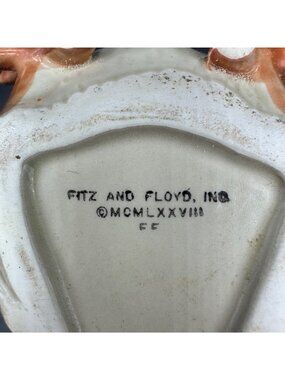 FITZ AND FLOYD, INC.
©MCMLXXVIII
FF